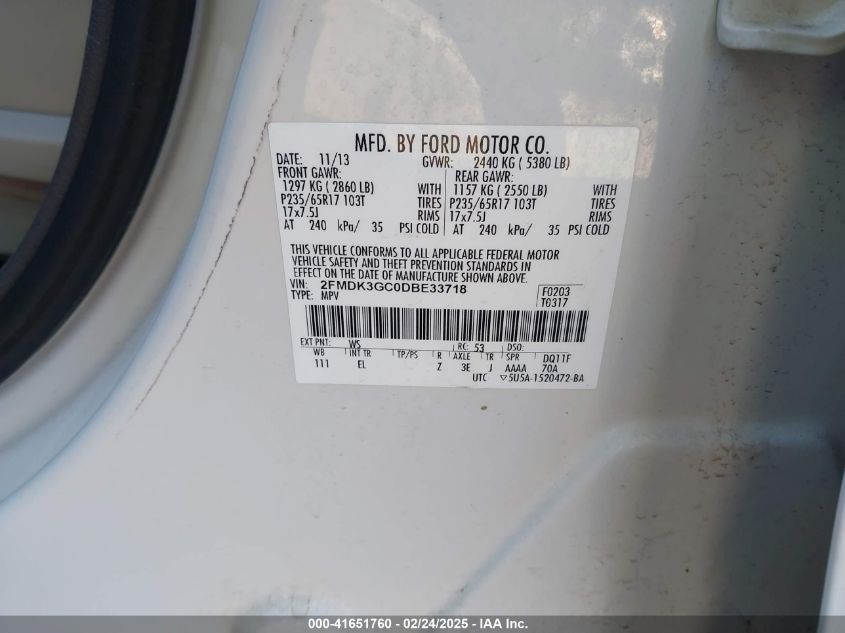 MFD. BY FORD MOTOR CO.
DATE: 11/13 GVWR: 2440 KG ( 5380 LB)
FRONT GAWR: REAR GAWR:
1297 KG ( 2860 LB) WITH 1157 KG ( 2550 LB) WITH
P235/65R17 103T TIRES P235/65R17 103T TIRES
17x7.5J RIMS 17x7.5J RIMS
AT 240 kPa/ 35 PSI COLD AT 240 kPa/ 35 PSI COLD
THIS VEHICLE CONFORMS TO ALL APPLICABLE FEDERAL MOTOR
VEHICLE SAFETY AND THEFT PREVENTION STANDARDS IN
EFFECT ON THE DATE OF MANUFACTURE SHOWN ABOVE.
VIN: 2FMDK3GC0DBE33718 F0203
TYPE: MPV T0317
EXT PNT: WS RC: 53 DSO:
WB INT TR TP/PS R AXLE TR SPR DQ11F
111 EL Z 3E J AAAA 70A
UTC ▽5U5A-1520472-BA
000-41651760 - 02/24/2025 - IAA Inc.